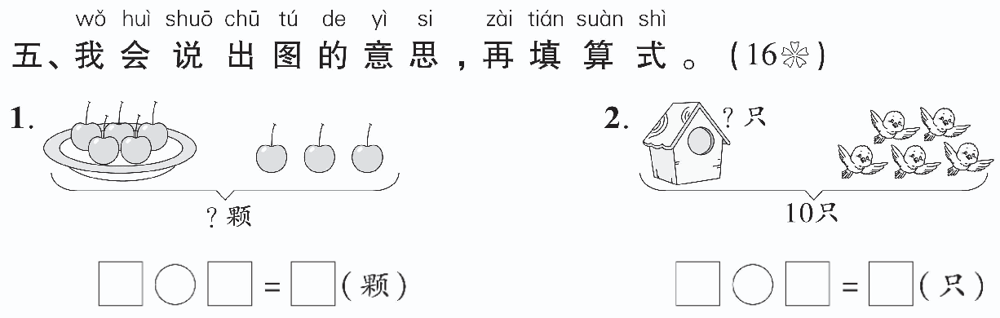 wǒ huì shuō chū tú de yì si zài tián suàn shì
五、我会说出图的意思,再填算式。(16)
1.
?颗
□○□=□(颗)
2.
?只
10只
□○□=□(只)